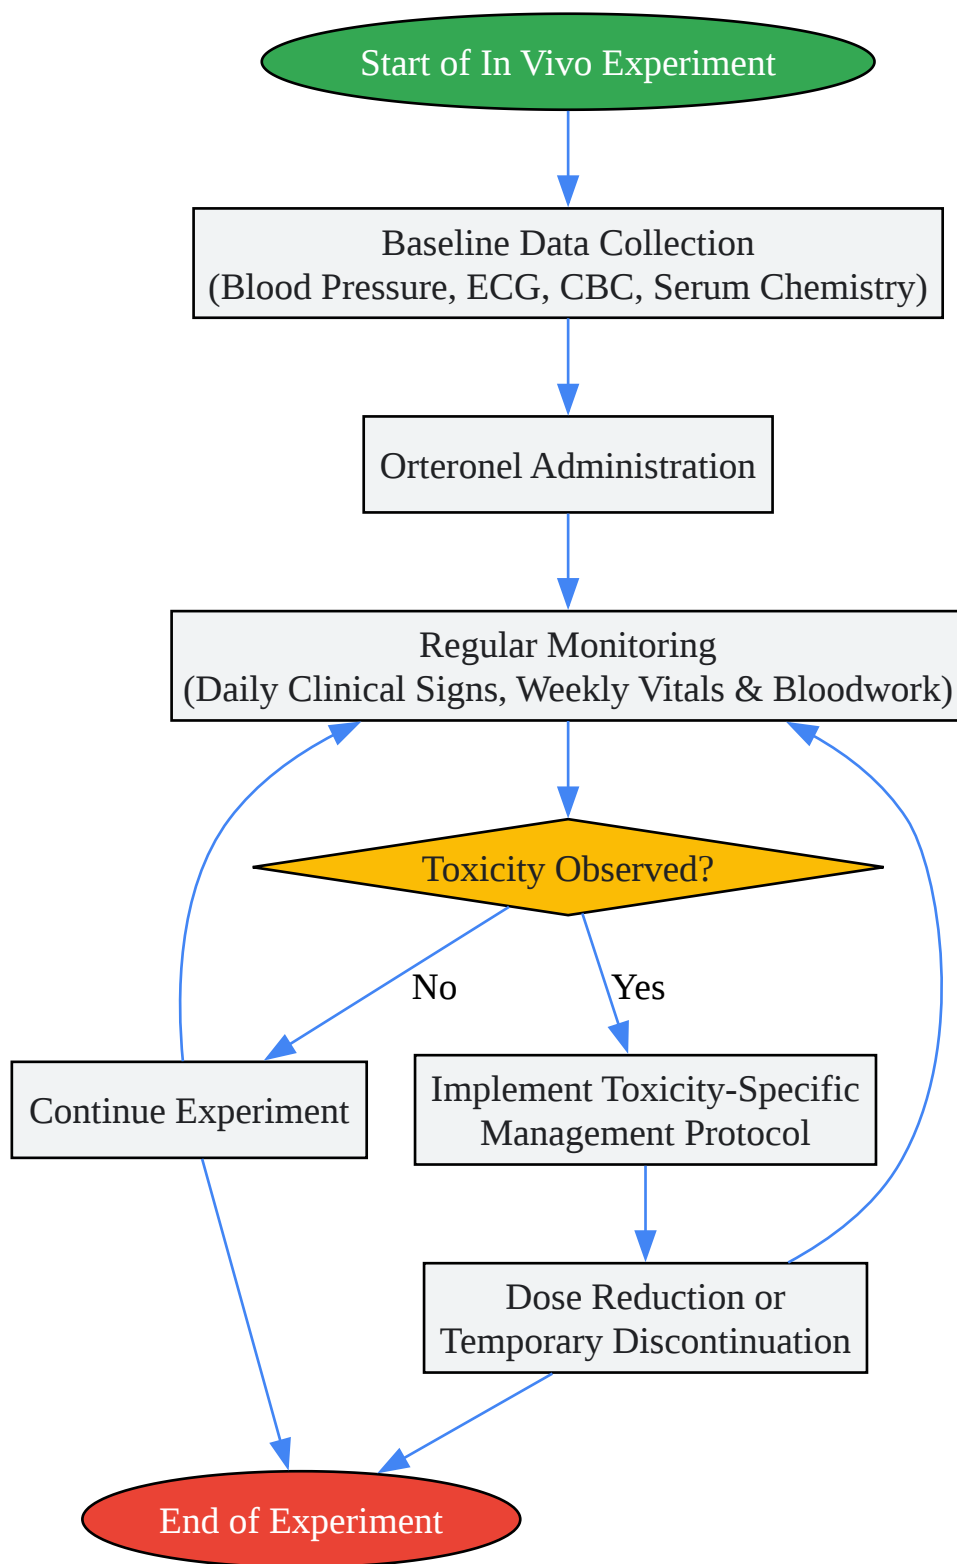 Start of In Vivo Experiment
Baseline Data Collection
(Blood Pressure, ECG, CBC, Serum Chemistry)
Orteronel Administration
Regular Monitoring
(Daily Clinical Signs, Weekly Vitals & Bloodwork)
Toxicity Observed?
No
Yes
Continue Experiment
Implement Toxicity-Specific
Management Protocol
Dose Reduction or
Temporary Discontinuation
End of Experiment